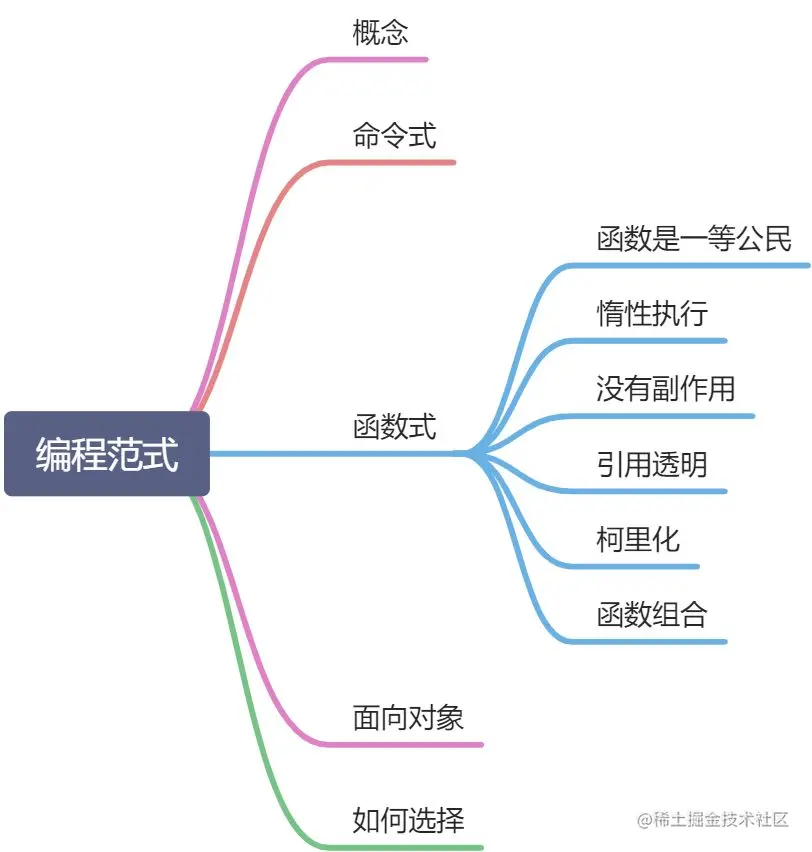 概念
命令式
函数是一等公民
惰性执行
没有副作用
函数式
编程范式
引用透明
柯里化
函数组合
面向对象
如何选择
@稀土掘金技术社区